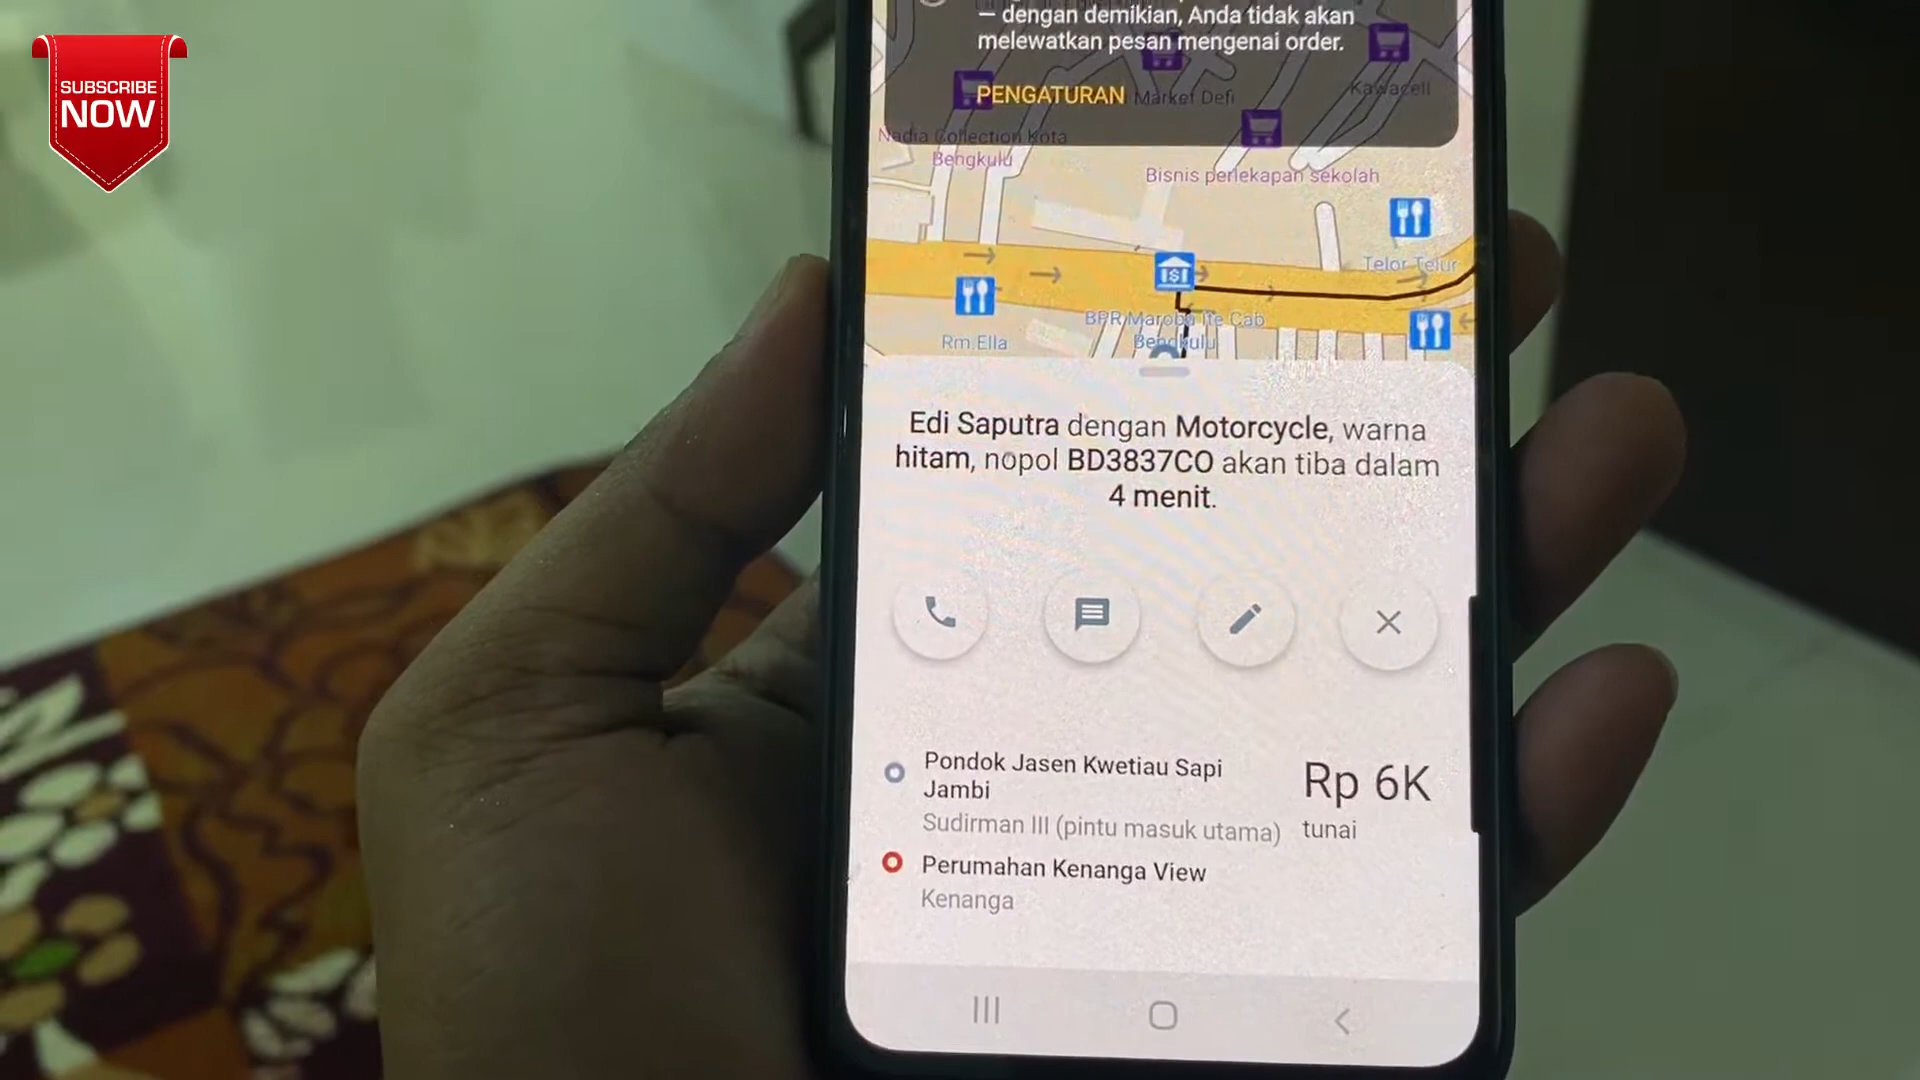 SUBSCRIBE
NOW
— dengan demikian, Anda tidak akan
melewatkan pesan mengenai order.
PENGATURAN
Market Defi
Kawacell
Nadia Collection Kota
Bengkulu
Bisnis perlekapan sekolah
Telor Telur
BPR Maroba Ite Cab
Bengkulu
Rm.Ella
Edi Saputra dengan Motorcycle, warna
hitam, nopol BD3837CO akan tiba dalam
4 menit.
Pondok Jasen Kwetiau Sapi
Jambi
Rp 6K
Sudirman III (pintu masuk utama)
tunai
Perumahan Kenanga View
Kenanga